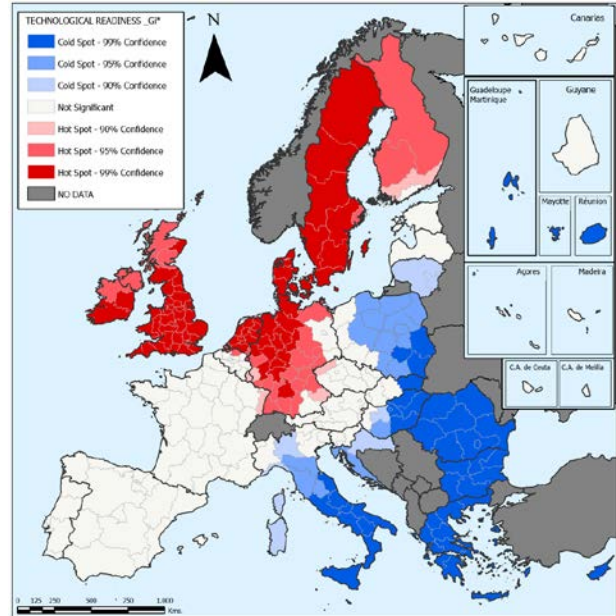 TECHNOLOGICAL READINESS _GI*
Cold Spot - 99% Confidence
Cold Spot - 95% Confidence
Cold Spot - 90% Confidence
Not Significant
Hot Spot - 90% Confidence
Hot Spot - 95% Confidence
Hot Spot - 99% Confidence
NO DATA
N
Canarias
Guadeloupe
Martinique
Guyane
Mayotte
Réunion
Açores
Madeira
C.A. de Ceuta
C.A. de Melilla
0 125 250 500 750 1.000
Kms.